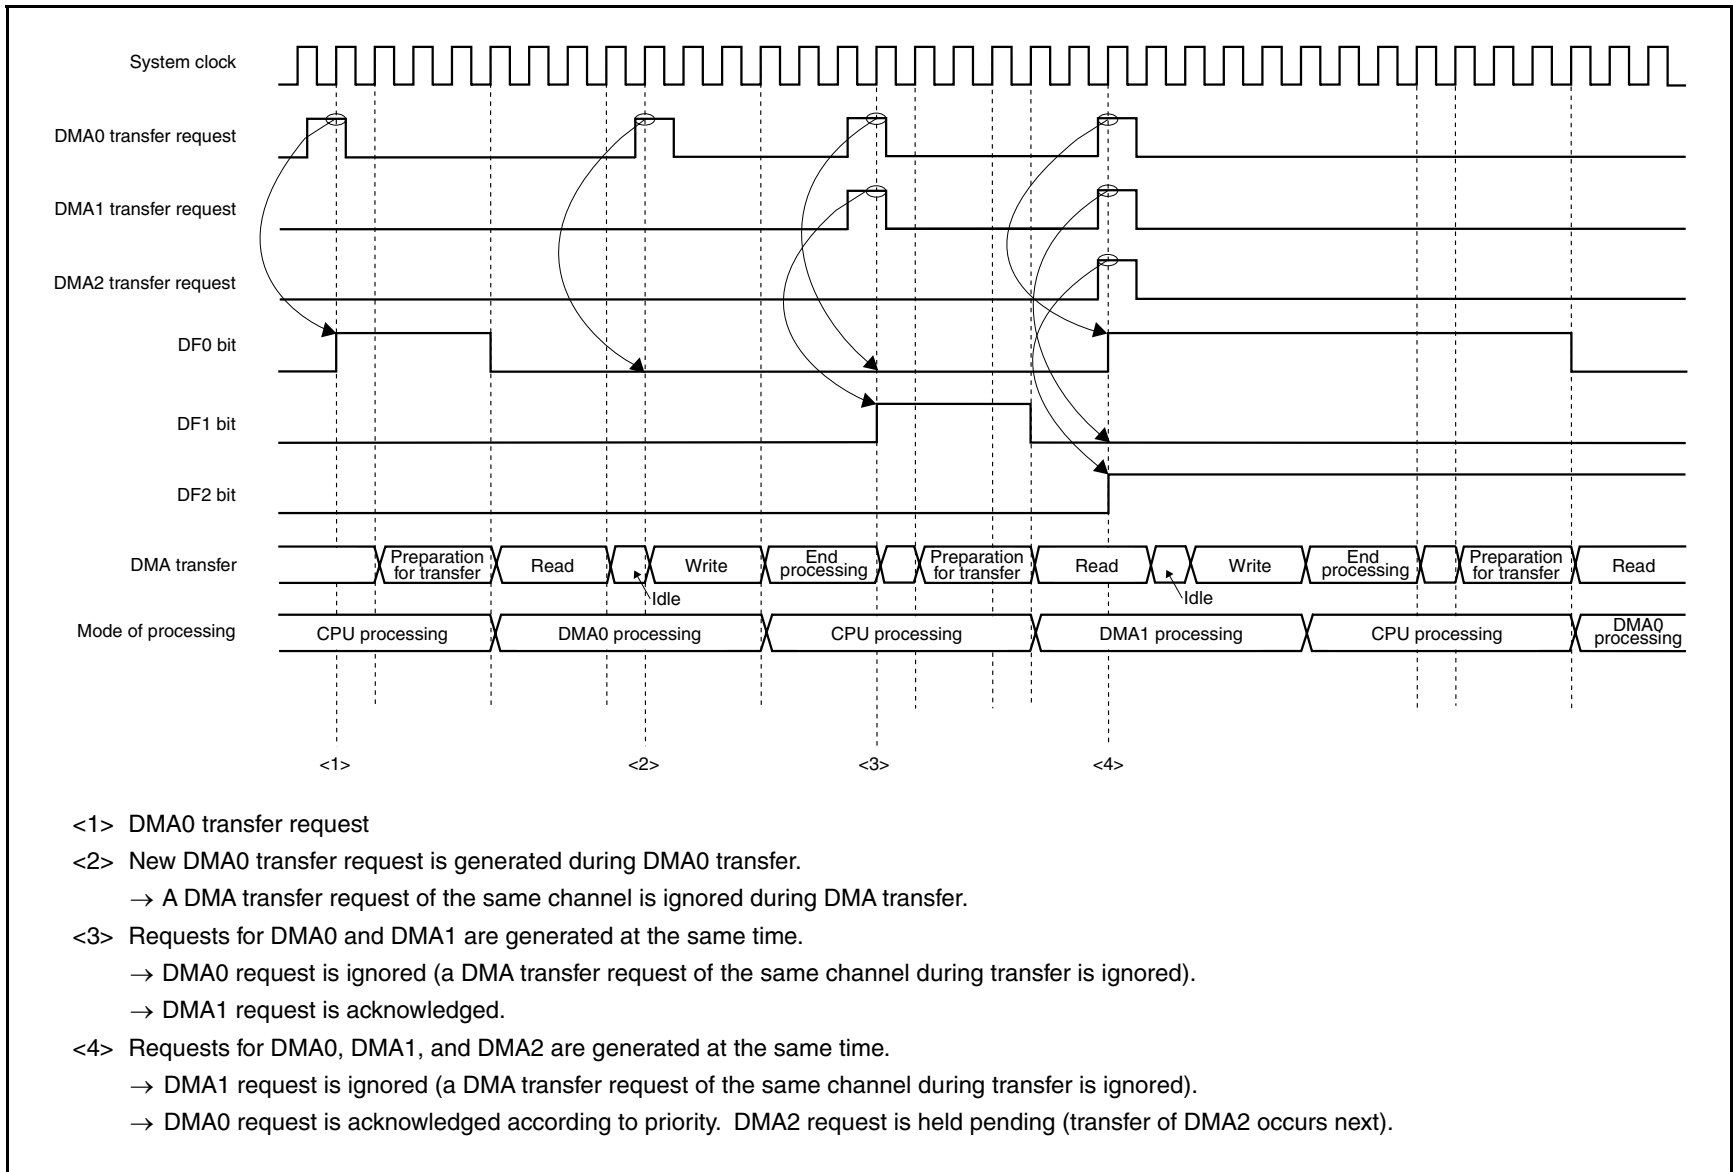 System clock
DMA0 transfer request
DMA1 transfer request
DMA2 transfer request
DF0 bit
DF1 bit
DF2 bit
DMA transfer
Preparation
for transfer
Read
Idle
Write
End
processing
Preparation
for transfer
Read
Idle
Write
End
processing
Preparation
for transfer
Read
Mode of processing
CPU processing
DMA0 processing
CPU processing
DMA1 processing
CPU processing
DMA0
processing
<1>
<2>
<3>
<4>
<1> DMA0 transfer request
<2> New DMA0 transfer request is generated during DMA0 transfer.
→ A DMA transfer request of the same channel is ignored during DMA transfer.
<3> Requests for DMA0 and DMA1 are generated at the same time.
→ DMA0 request is ignored (a DMA transfer request of the same channel during transfer is ignored).
→ DMA1 request is acknowledged.
<4> Requests for DMA0, DMA1, and DMA2 are generated at the same time.
→ DMA1 request is ignored (a DMA transfer request of the same channel during transfer is ignored).
→ DMA0 request is acknowledged according to priority. DMA2 request is held pending (transfer of DMA2 occurs next).